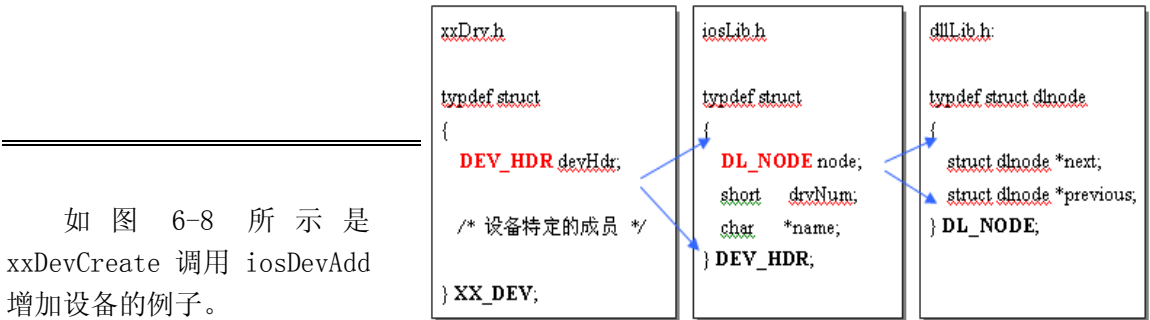 xxDrv.h
typdef struct
{
DEV_HDR devHdr;
/* 设备特定的成员 */
} XX_DEV;
iosLib.h
typdef struct
{
DL_NODE node;
short drvNum;
char *name;
} DEV_HDR;
dllLib.h:
typdef struct dlnode
{
struct dlnode *next;
struct dlnode *previous;
} DL_NODE;
如图 6-8 所示是
xxDevCreate 调用 iosDevAdd
增加设备的例子。